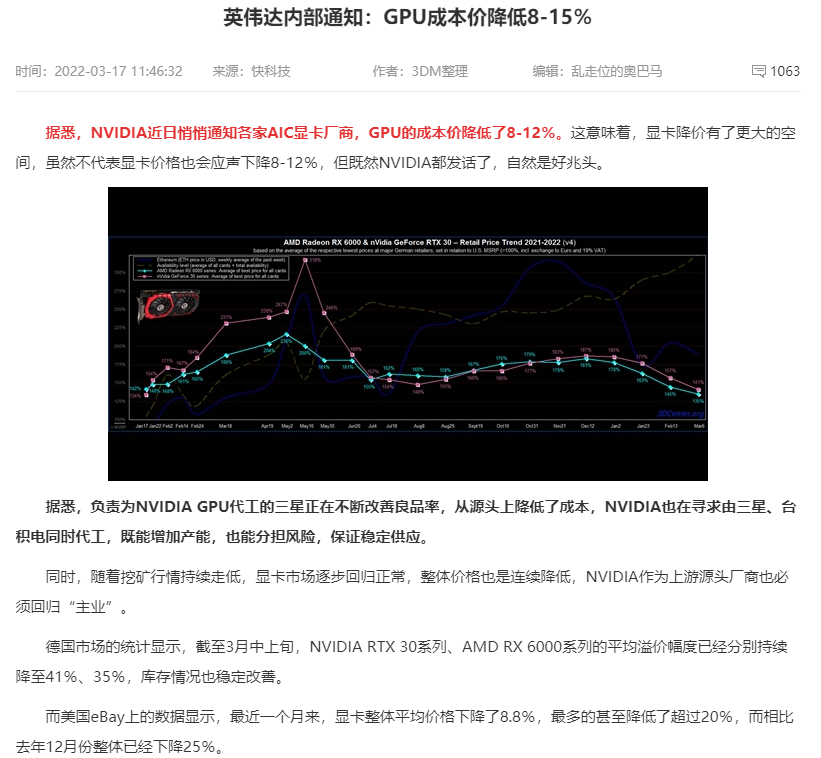 英伟达内部通知：GPU成本价降低8-15%
时间：2022-03-17 11:46:32 来源：快科技 作者：3DM整理 编辑：乱走位的奥巴马 1063
据悉，NVIDIA近日悄悄通知各家AIC显卡厂商，GPU的成本价降低了8-12%。这意味着，显卡降价有了更大的空
间，虽然不代表显卡价格也会应声下降8-12%，但既然NVIDIA都发话了，自然是好兆头。
AMD Radeon RX 6000 & nVidia GeForce RTX 30 – Retail Price Trend 2021-2022 (v4)
based on the average of the respective lowest prices at major German retailers, set in relation to U.S. MSRP (=100%, incl. exchange to Euro and 19% VAT)
Ethereum (ETH price in USD, weekly average of the past week)
Availability level (average of all cards + total availability)
AMD Radeon RX 6000 series: Average of best price for all cards
nVidia GeForce 30 series: Average of best price for all cards
318%
Jan17 Jan22 Feb2 Feb14 Feb24 Mar18 Apr19 May2 May16 May30 Jun20 Jul4 Jul18 Aug8 Aug29 Sept19 Oct10 Oct31 Nov21 Dec12 Jan2 Jan23 Feb13 Mar6
3DCenter.org
据悉，负责为NVIDIA GPU代工的三星正在不断改善良品率，从源头上降低了成本，NVIDIA也在寻求由三星、台
积电同时代工，既能增加产能，也能分担风险，保证稳定供应。
同时，随着挖矿行情持续走低，显卡市场逐步回归正常，整体价格也是连续降低，NVIDIA作为上游源头厂商也必
须回归“主业”。
德国市场的统计显示，截至3月中上旬，NVIDIA RTX 30系列、AMD RX 6000系列的平均溢价幅度已经分别持续
降至41%、35%，库存情况也稳定改善。
而美国eBay上的数据显示，最近一个月来，显卡整体平均价格下降了8.8%，最多的甚至降低了超过20%，而相比
去年12月份整体已经下降25%。